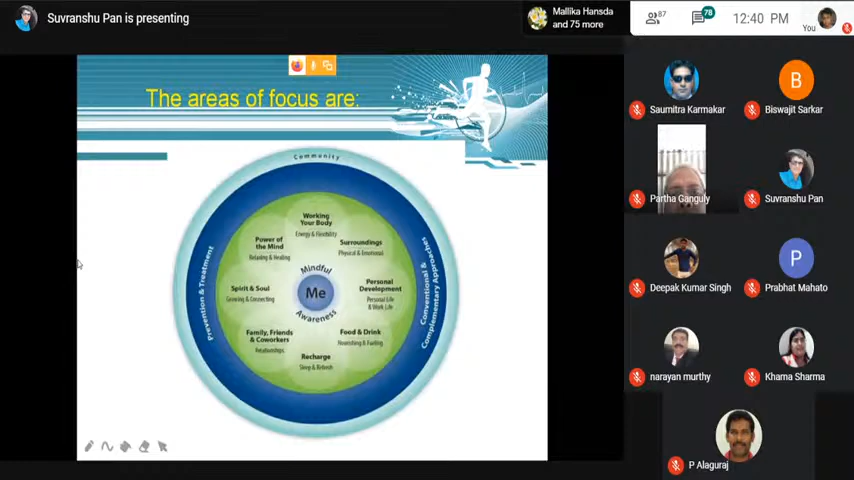 Suvranshu Pan is presenting
Mallika Hansda
and 75 more
87
78
12:40 PM
You
The areas of focus are:
Community
Prevention & Treatment
Conventional &
Complementary Approaches
Working
Your Body
Energy & Flexibility
Surroundings
Physical & Emotional
Personal
Development
Personal Life
& Work Life
Food & Drink
Nourishing & Fueling
Recharge
Sleep & Refresh
Family, Friends
& Coworkers
Relationships
Spirit & Soul
Growing & Connecting
Power of
the Mind
Relaxing & Healing
Mindful
Me
Awareness
Saumitra Karmakar
B
Biswajit Sarkar
Partha Ganguly
Suvranshu Pan
Deepak Kumar Singh
P
Prabhat Mahato
narayan murthy
Khama Sharma
P Alaguraj